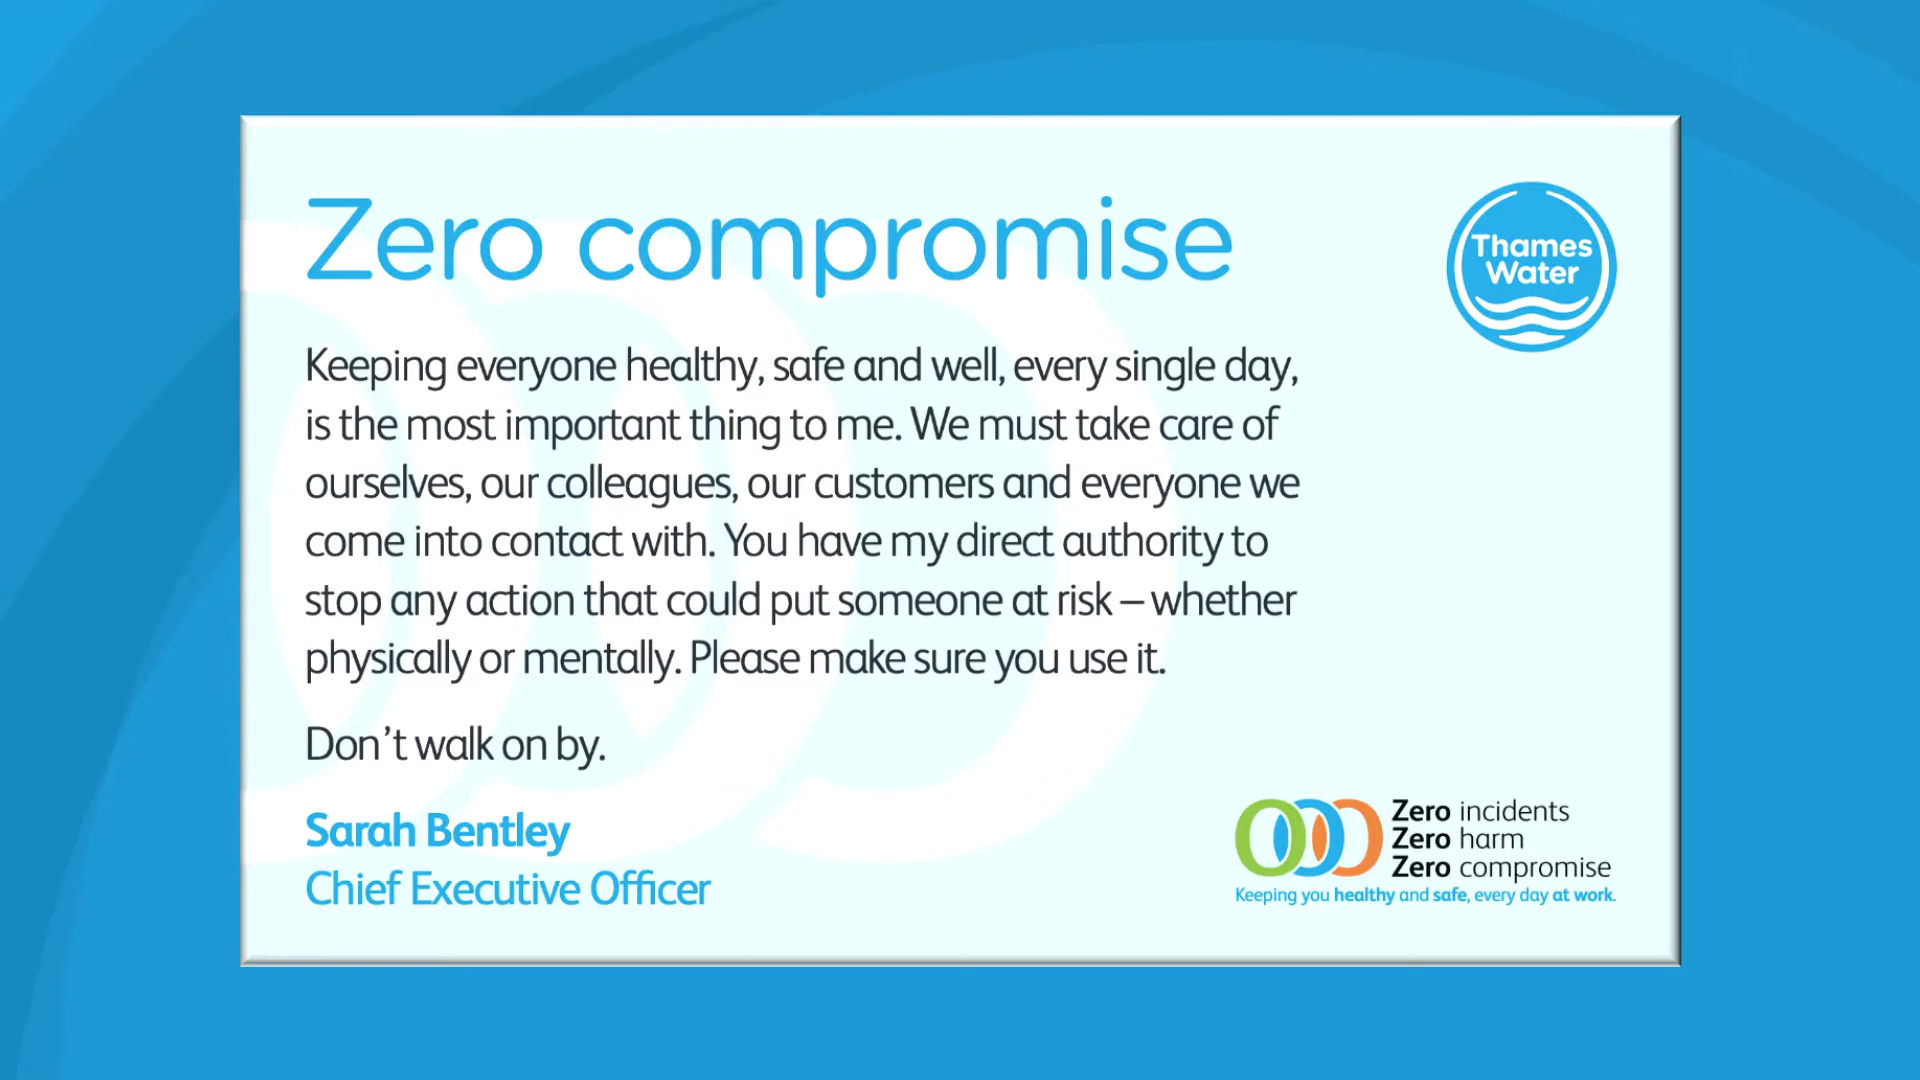 Zero compromise
Thames
Water
Keeping everyone healthy, safe and well, every single day,
is the most important thing to me. We must take care of
ourselves, our colleagues, our customers and everyone we
come into contact with. You have my direct authority to
stop any action that could put someone at risk – whether
physically or mentally. Please make sure you use it.
Don’t walk on by.
Sarah Bentley
Chief Executive Officer
Zero incidents
Zero harm
Zero compromise
Keeping you healthy and safe, every day at work.